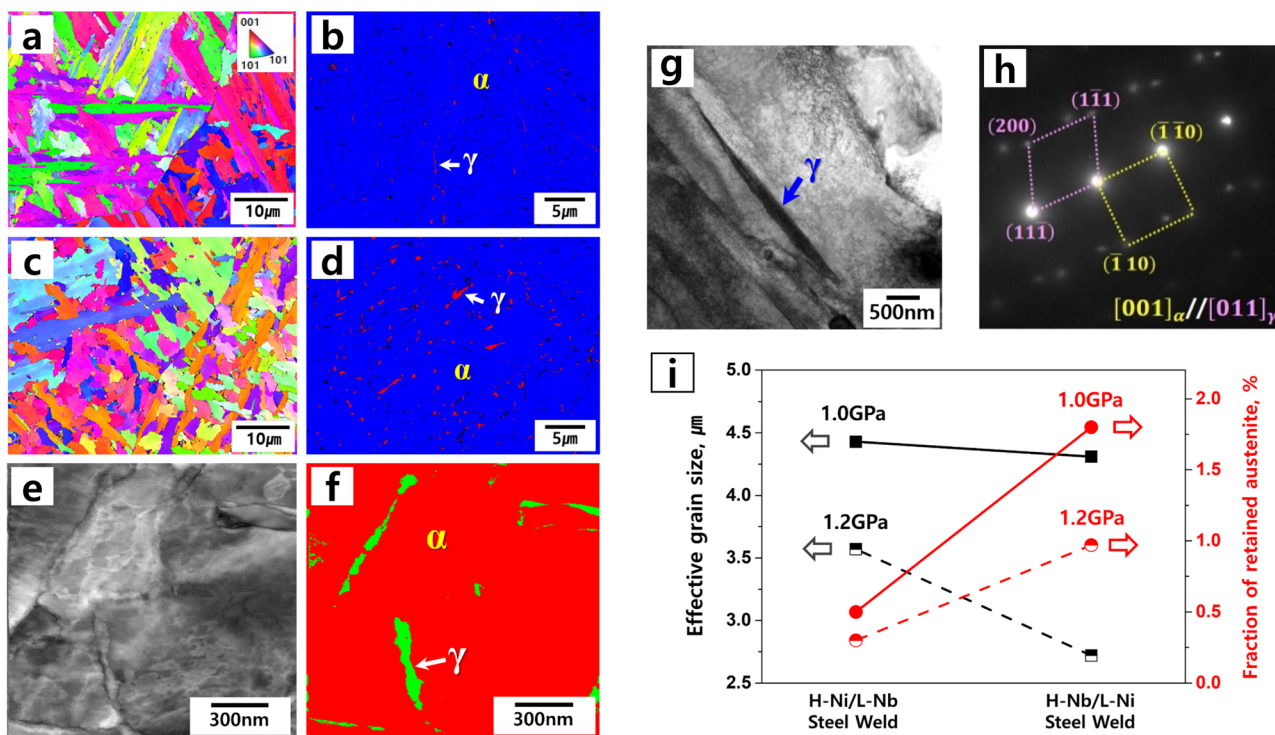 a
001
101
101
10㎛
b
α
γ
5㎛
c
10㎛
d
γ
α
5㎛
e
300nm
f
α
γ
300nm
g
γ
500nm
h
(11̅1)
(200)
(1̅ 1̅0)
(111)
(1̅ 10)
[001]α//[011]γ
i
Effective grain size, ㎛
5.0
4.5
4.0
3.5
3.0
2.5
1.0GPa
1.2GPa
1.0GPa
1.2GPa
2.0
1.5
1.0
0.5
0.0
Fraction of retained austenite, %
H-Ni/L-Nb
Steel Weld
H-Nb/L-Ni
Steel Weld